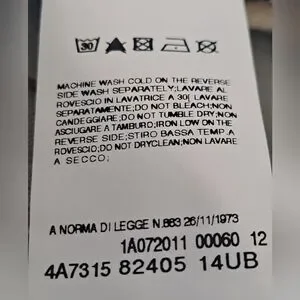 30
MACHINE WASH COLD ON THE REVERSE
SIDE WASH SEPARATELY;LAVARE AL
ROVESCIO IN LAVATRICE A 30( LAVARE
SEPARATAMENTE;DO NOT BLEACH;NON
CANDEGGIARE;DO NOT TUMBLE DRY;NON
ASCIUGARE A TAMBURO;IRON LOW ON THE
REVERSE SIDE;STIRO BASSA TEMP.A
ROVESCIO;DO NOT DRYCLEAN;NON LAVARE
A SECCO;
A NORMA DI LEGGE N.883 26/11/1973
1A072011 00060 12
4A7315 82405 14UB